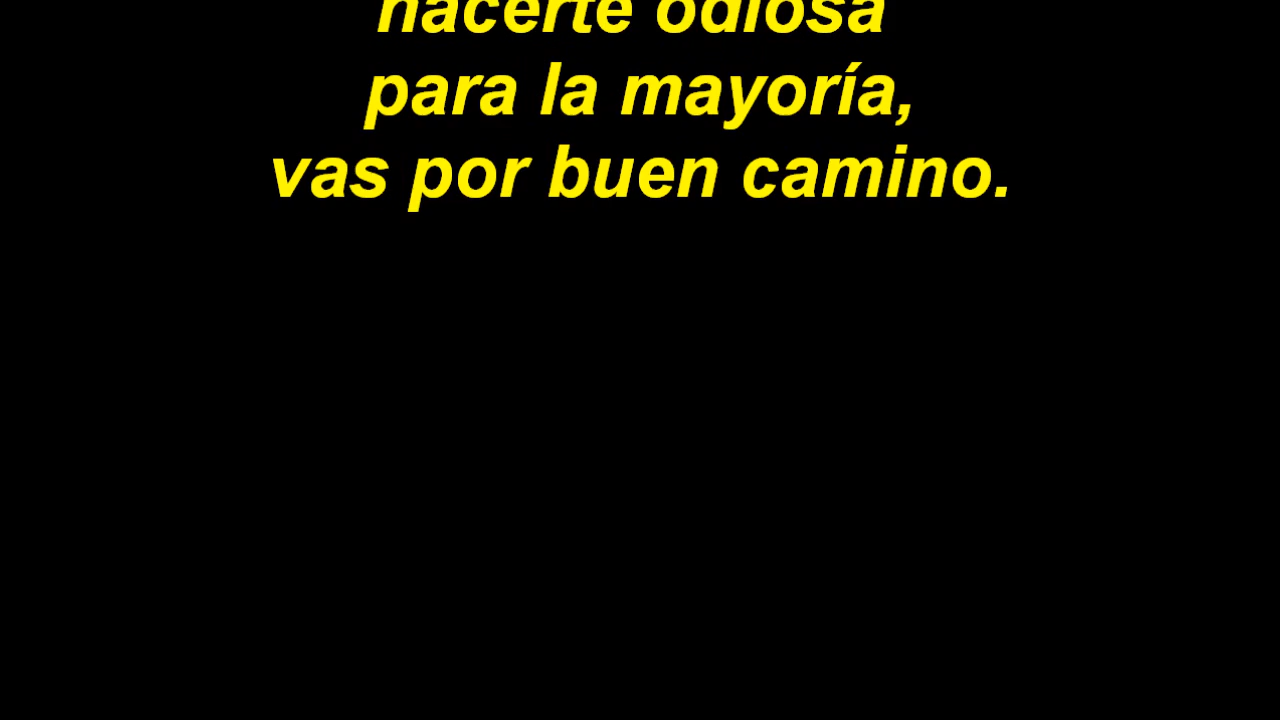 hacerte odiosa
para la mayoría,
vas por buen camino.